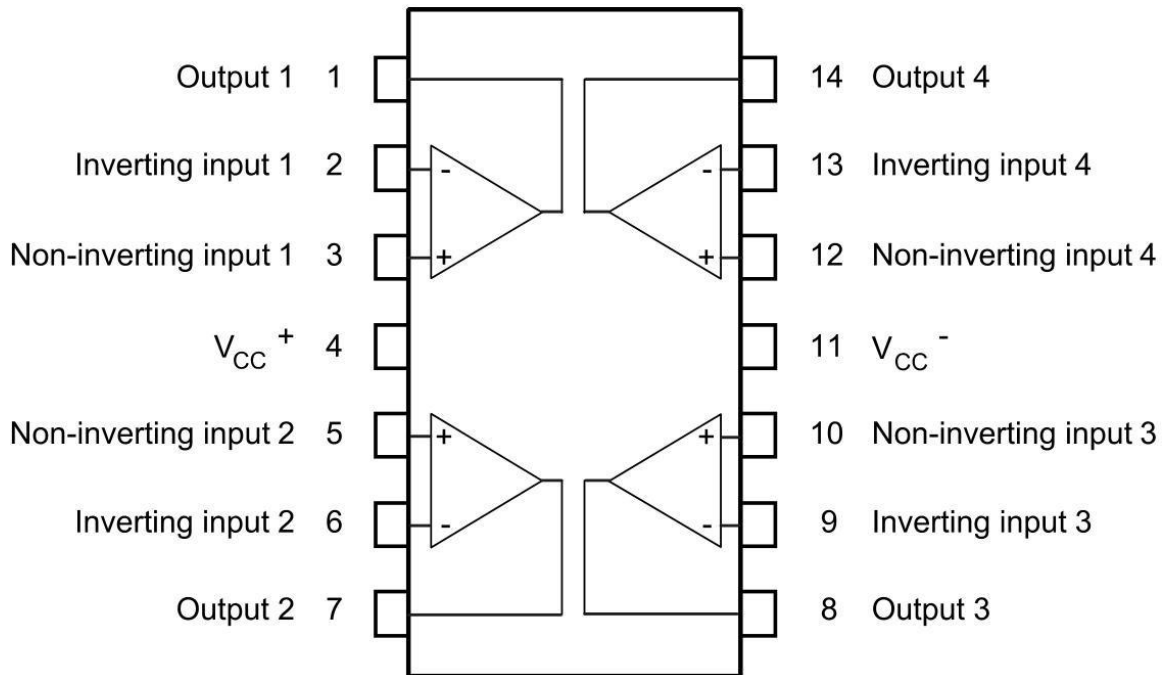 Output 1 1 14 Output 4
Inverting input 1 2 - - 13 Inverting input 4
Non-inverting input 1 3 + + 12 Non-inverting input 4
VCC + 4 11 VCC -
Non-inverting input 2 5 + + 10 Non-inverting input 3
Inverting input 2 6 - - 9 Inverting input 3
Output 2 7 8 Output 3